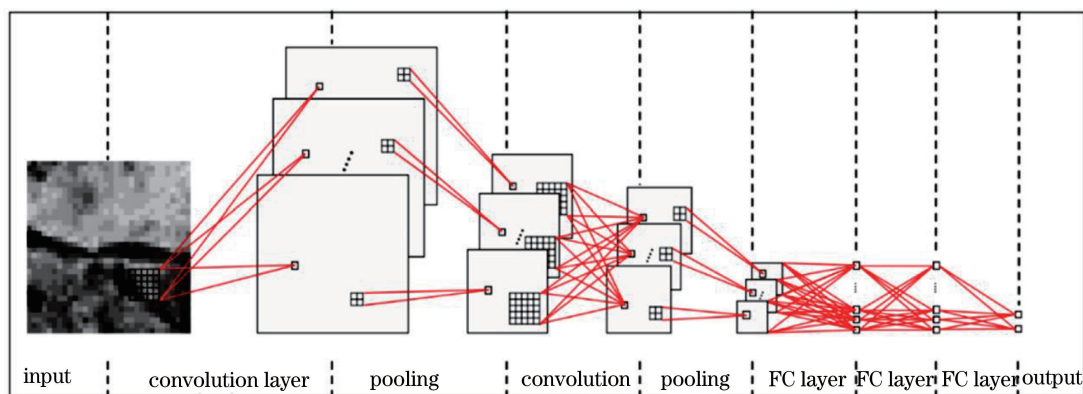 input
convolution layer
pooling
convolution
pooling
FC layer
FC layer
FC layer
output